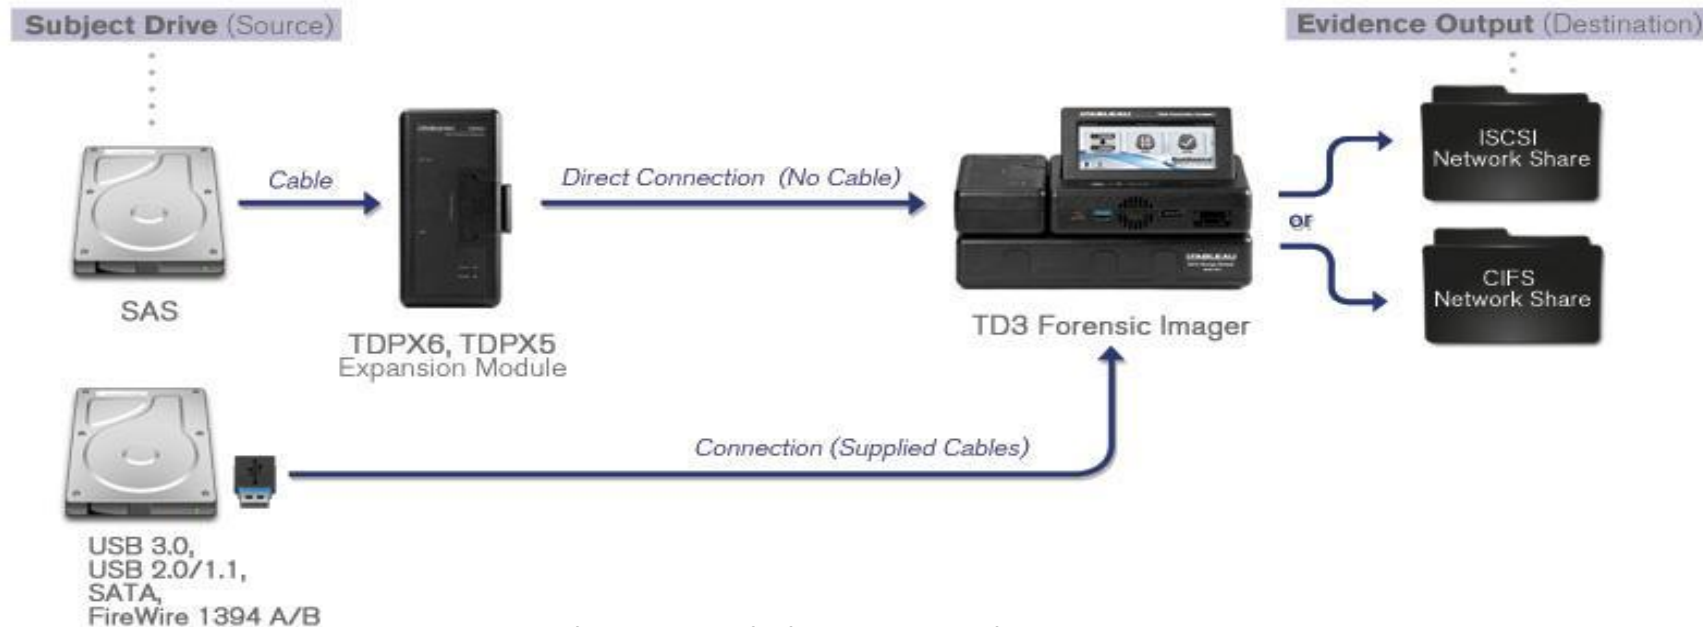 Subject Drive (Source)
Evidence Output (Destination)
SAS
Cable
TDPX6, TDPX5
Expansion Module
Direct Connection (No Cable)
TABLEAU
TABLEAU
TD3 Forensic Imager
or
ISCSI
Network Share
CIFS
Network Share
Connection (Supplied Cables)
USB 3.0,
USB 2.0/1.1,
SATA,
FireWire 1394 A/B